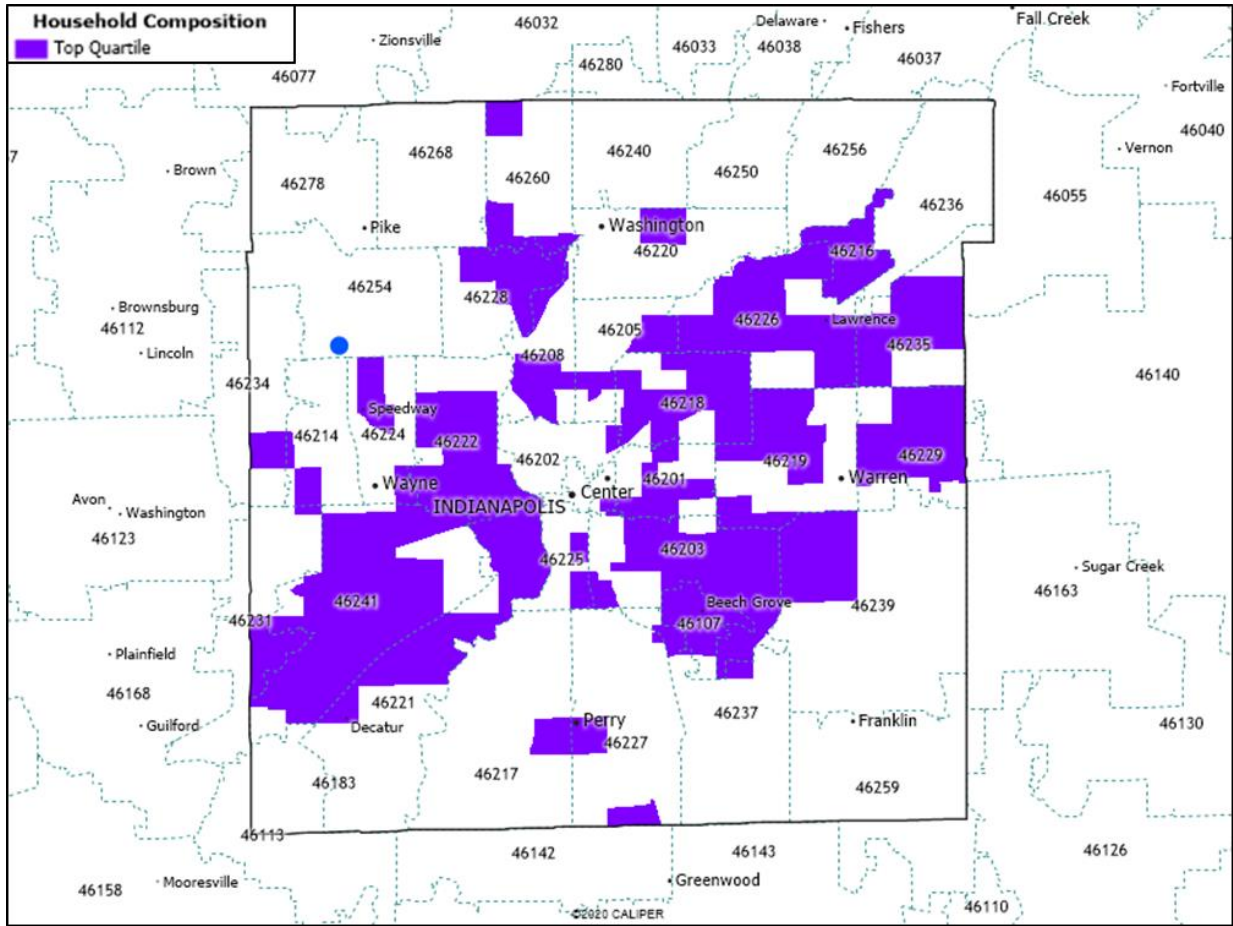 Household Composition
Top Quartile
46032
Delaware
Fall Creek
Zionsville
46033
46038
Fishers
46280
46037
46077
Fortville
46040
7
46268
46240
46256
Vernon
Brown
46278
46260
46250
46055
46236
Pike
Washington
46220
46216
46254
46228
Brownsburg
46112
46226
Lawrence
46205
46235
Lincoln
46208
46140
46234
46218
Speedway
46214
46224
46222
46202
46219
46229
Wayne
46201
Warren
Avon
Center
INDIANAPOLIS
Washington
46123
46225
46203
Sugar Creek
46163
46241
Beech Grove
46239
46231
46107
Plainfield
46168
46221
46237
Guilford
Decatur
Perry
Franklin
46130
46227
46217
46183
46259
46113
46142
46143
46126
46158
Mooresville
Greenwood
46110
©2020 CALIPER